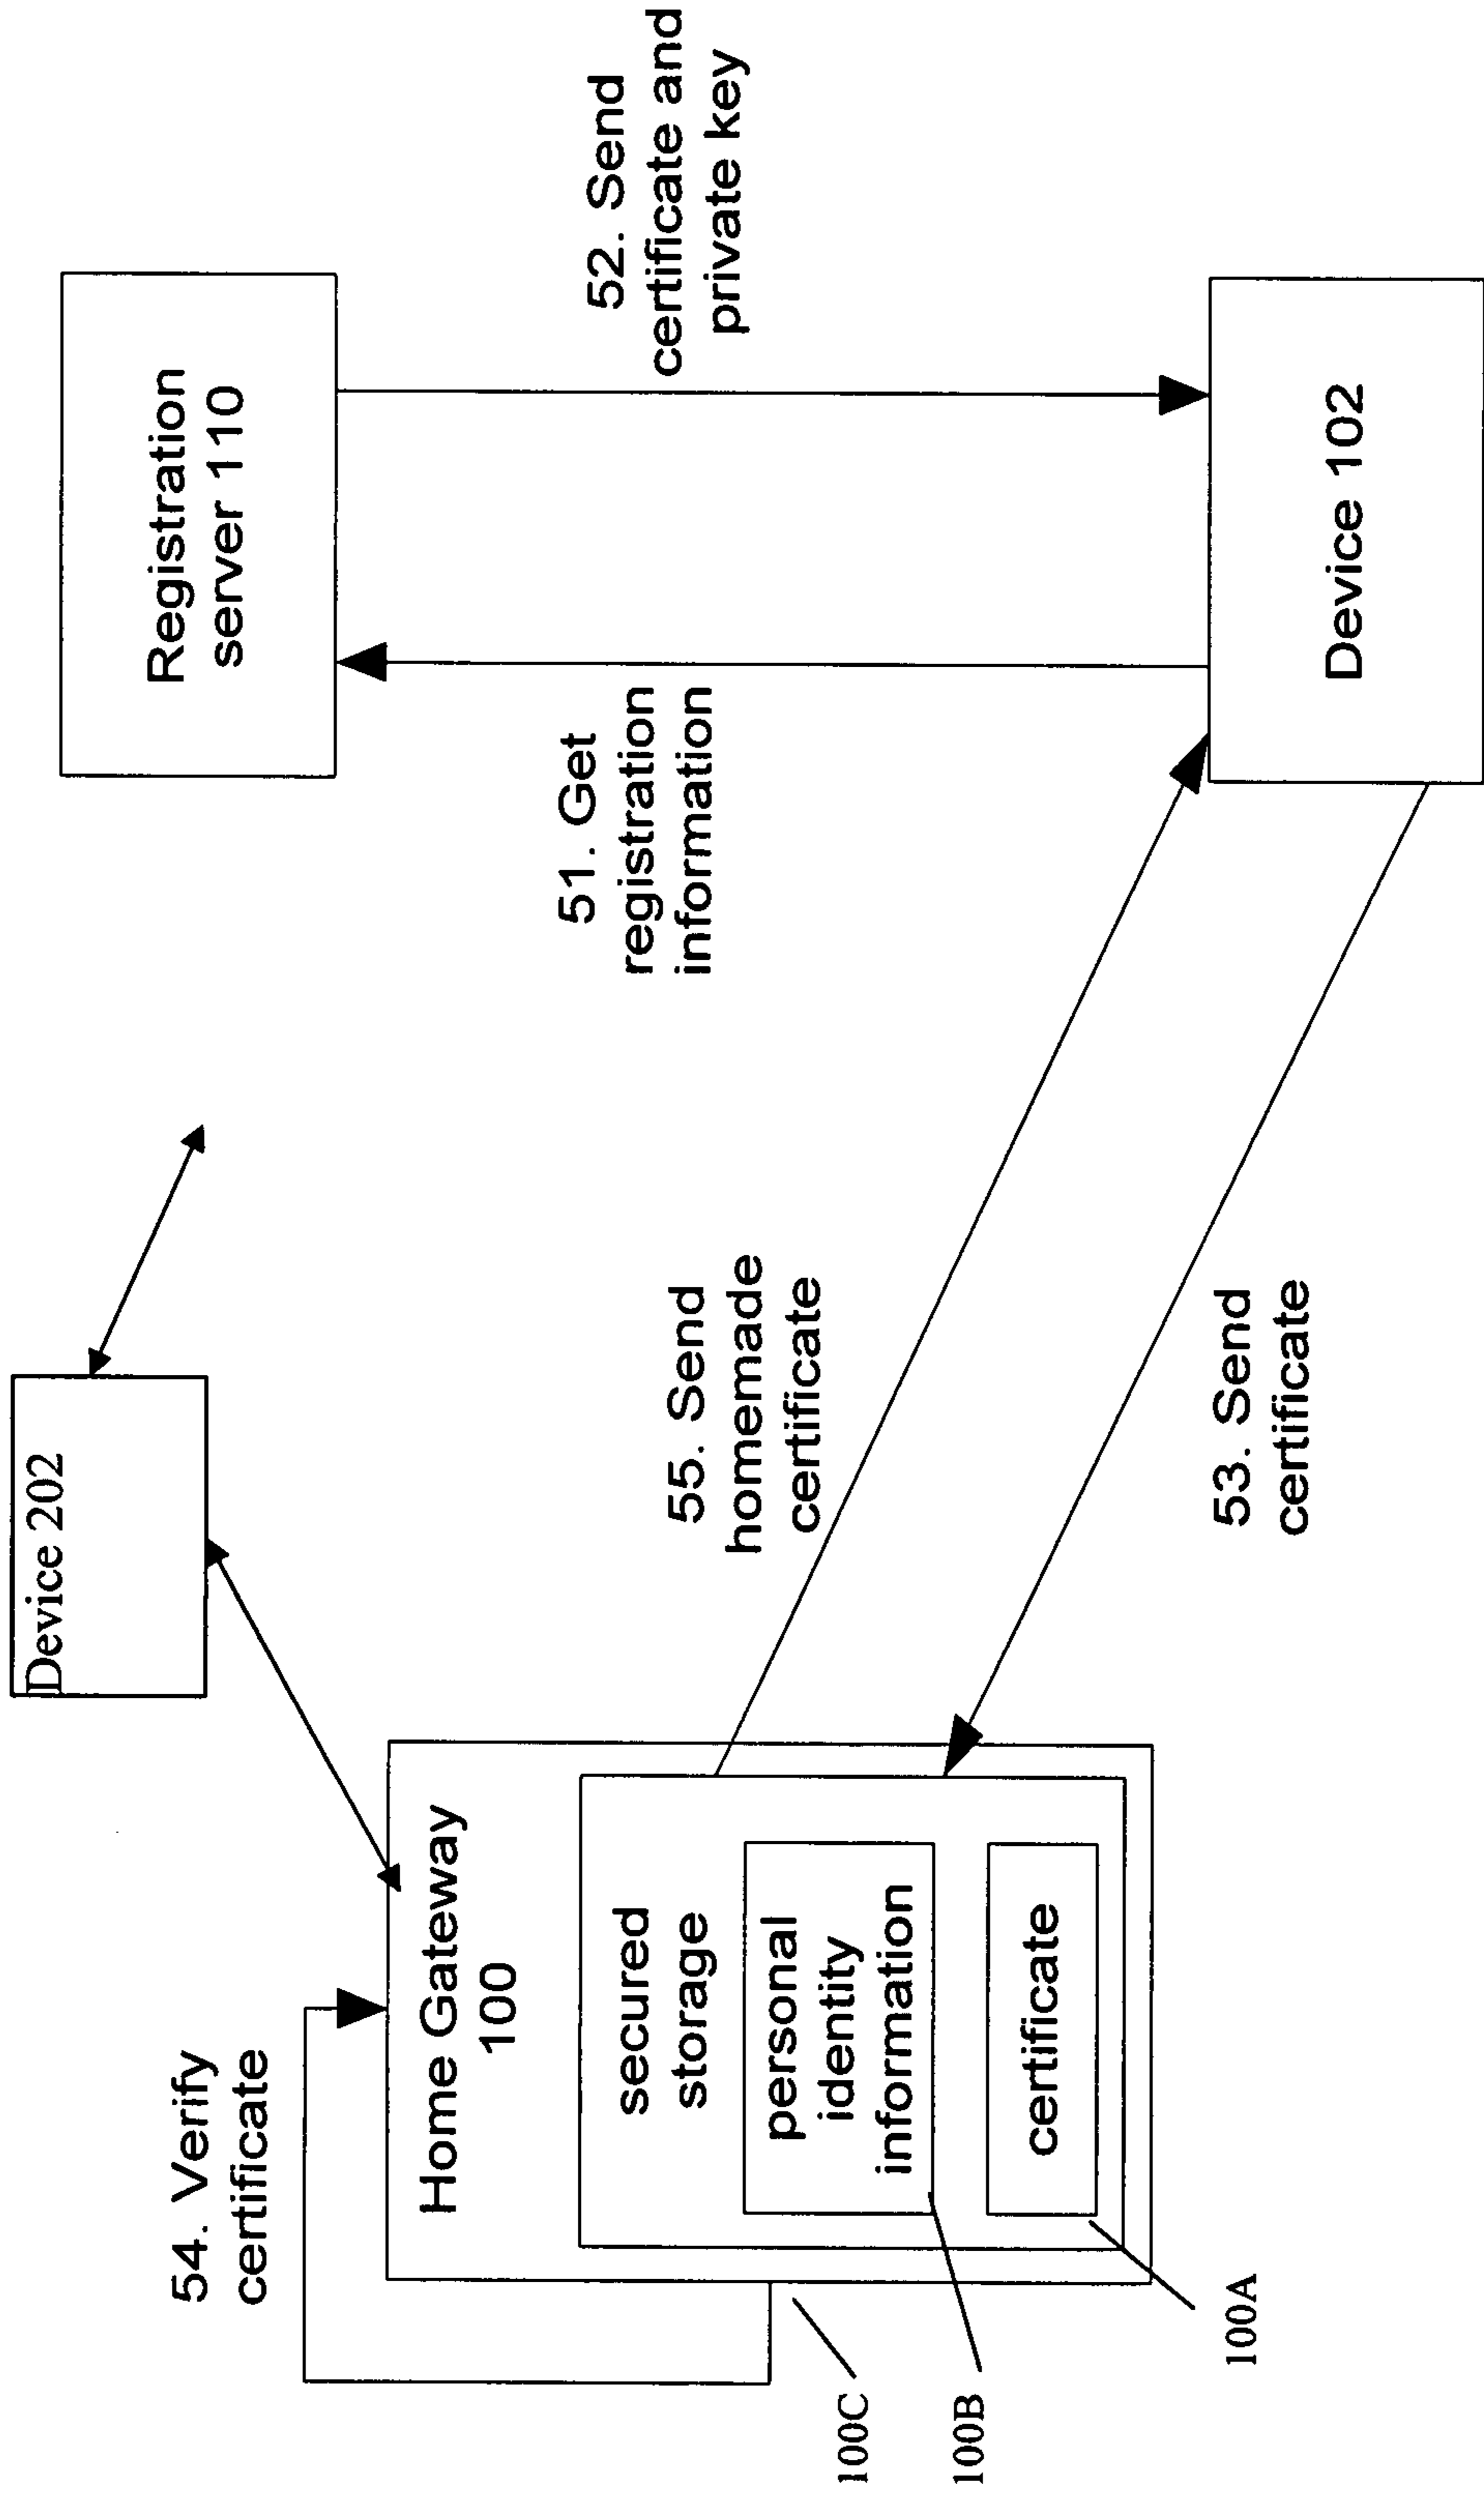 Device 202
54. Verify
certificate
Home Gateway
100
secured
storage
personal
identity
information
certificate
100C
100B
100A
55. Send
homemade
certificate
53. Send
certificate
51. Get
registration
information
Registration
server 110
52. Send
certificate and
private key
Device 102